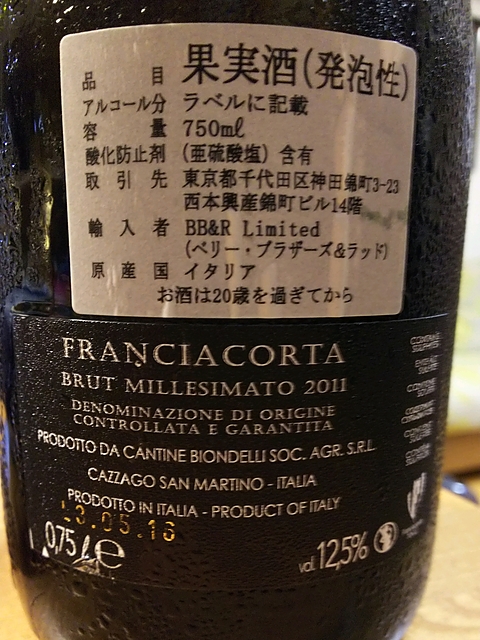 品 目 果実酒(発泡性)
アルコール分 ラベルに記載
容 量 750mℓ
酸化防止剤 (亜硫酸塩)含有
取 引 先 東京都千代田区神田錦町3-23
西本興産錦町ビル14階
輸 入 者 BB&R Limited
(ベリー・ブラザーズ&ラッド)
原 産 国 イタリア
お酒は20歳を過ぎてから
FRANCIACORTA
BRUT MILLESIMATO 2011
DENOMINAZIONE DI ORIGINE
CONTROLLATA E GARANTITA
PRODOTTO DA CANTINE BIONDELLI SOC. AGR. S.R.L.
CAZZAGO SAN MARTINO - ITALIA
PRODOTTO IN ITALIA - PRODUCT OF ITALY
05.16
0,75 ℓ e
vol. 12,5%
CONTAINS
SULPHITES